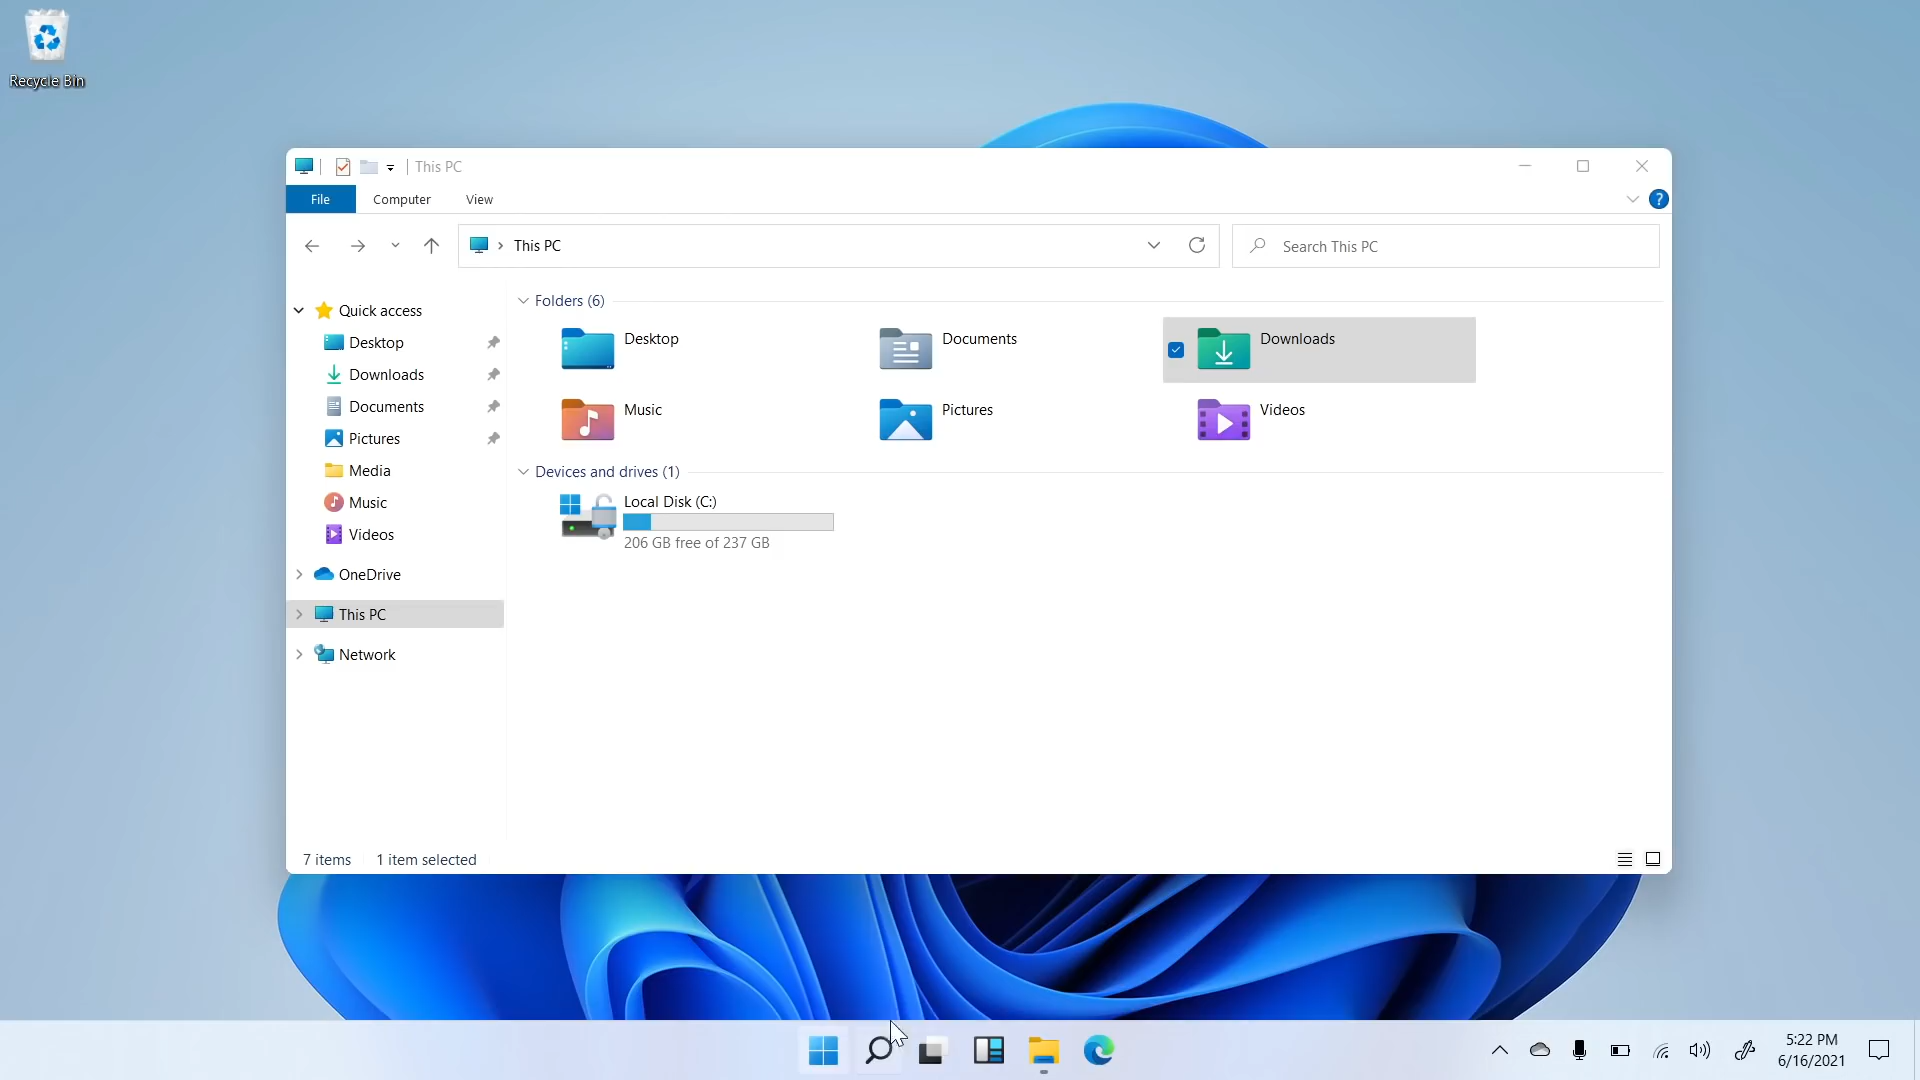 Recycle Bin
This PC
File Computer View
This PC
Search This PC
Quick access
Desktop
Downloads
Documents
Pictures
Media
Music
Videos
OneDrive
This PC
Network
Folders (6)
Desktop
Documents
Downloads
Music
Pictures
Videos
Devices and drives (1)
Local Disk (C:)
206 GB free of 237 GB
7 items 1 item selected
5:22 PM
6/16/2021